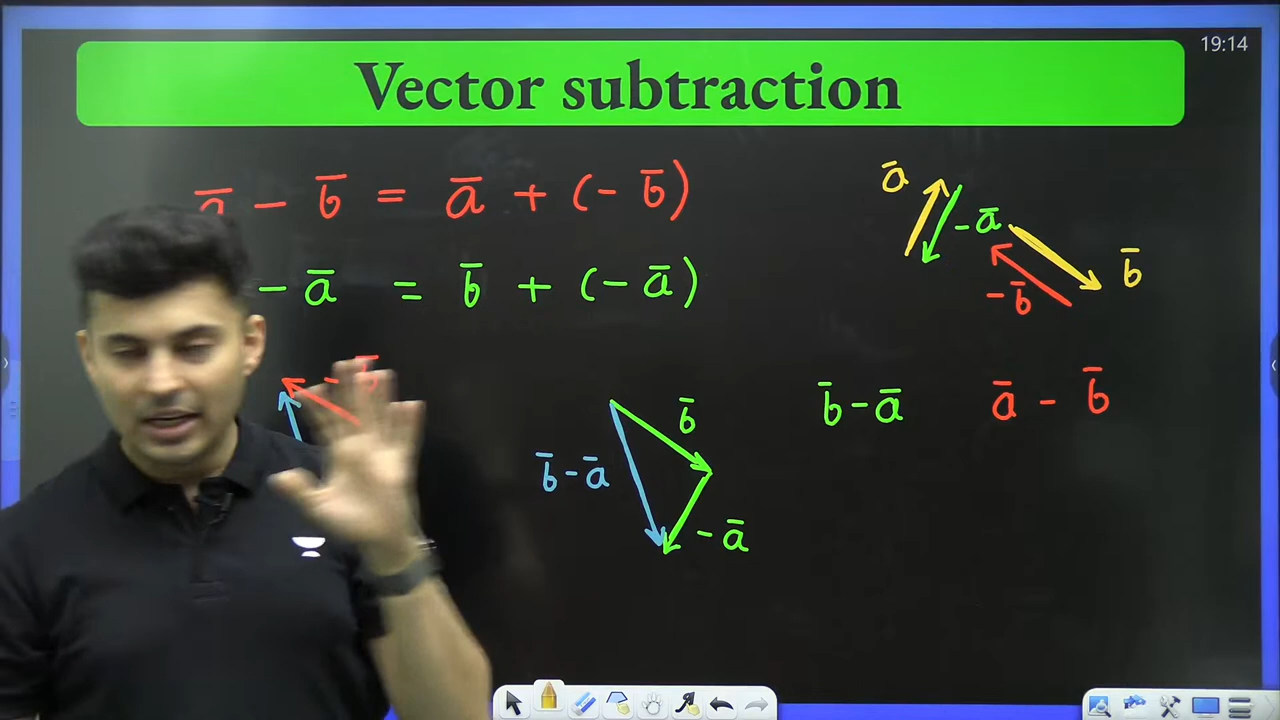 19:14
Vector subtraction
a̅ - b̅ = a̅ + (- b̅)
- a̅ = b̅ + (- a̅)
a̅
- a̅
b̅
- b̅
b̅ - a̅
a̅ - b̅
b̅
b̅ - a̅
- a̅